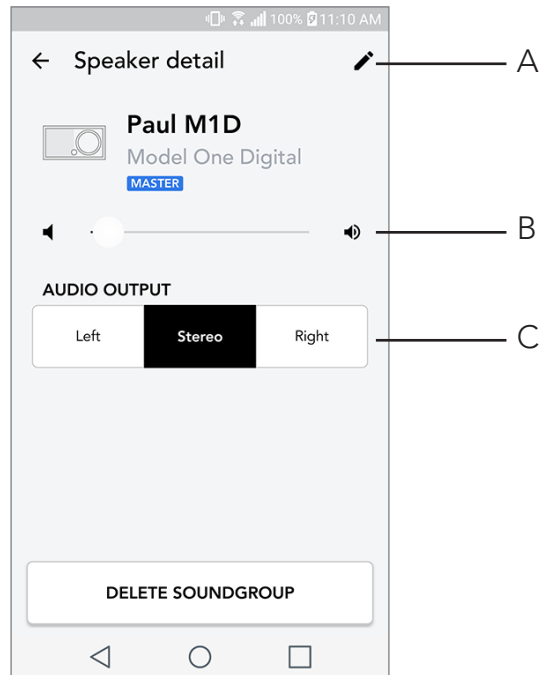 100% 11:10 AM
Speaker detail
A
Paul M1D
Model One Digital
MASTER
B
AUDIO OUTPUT
Left Stereo Right
C
DELETE SOUNDGROUP